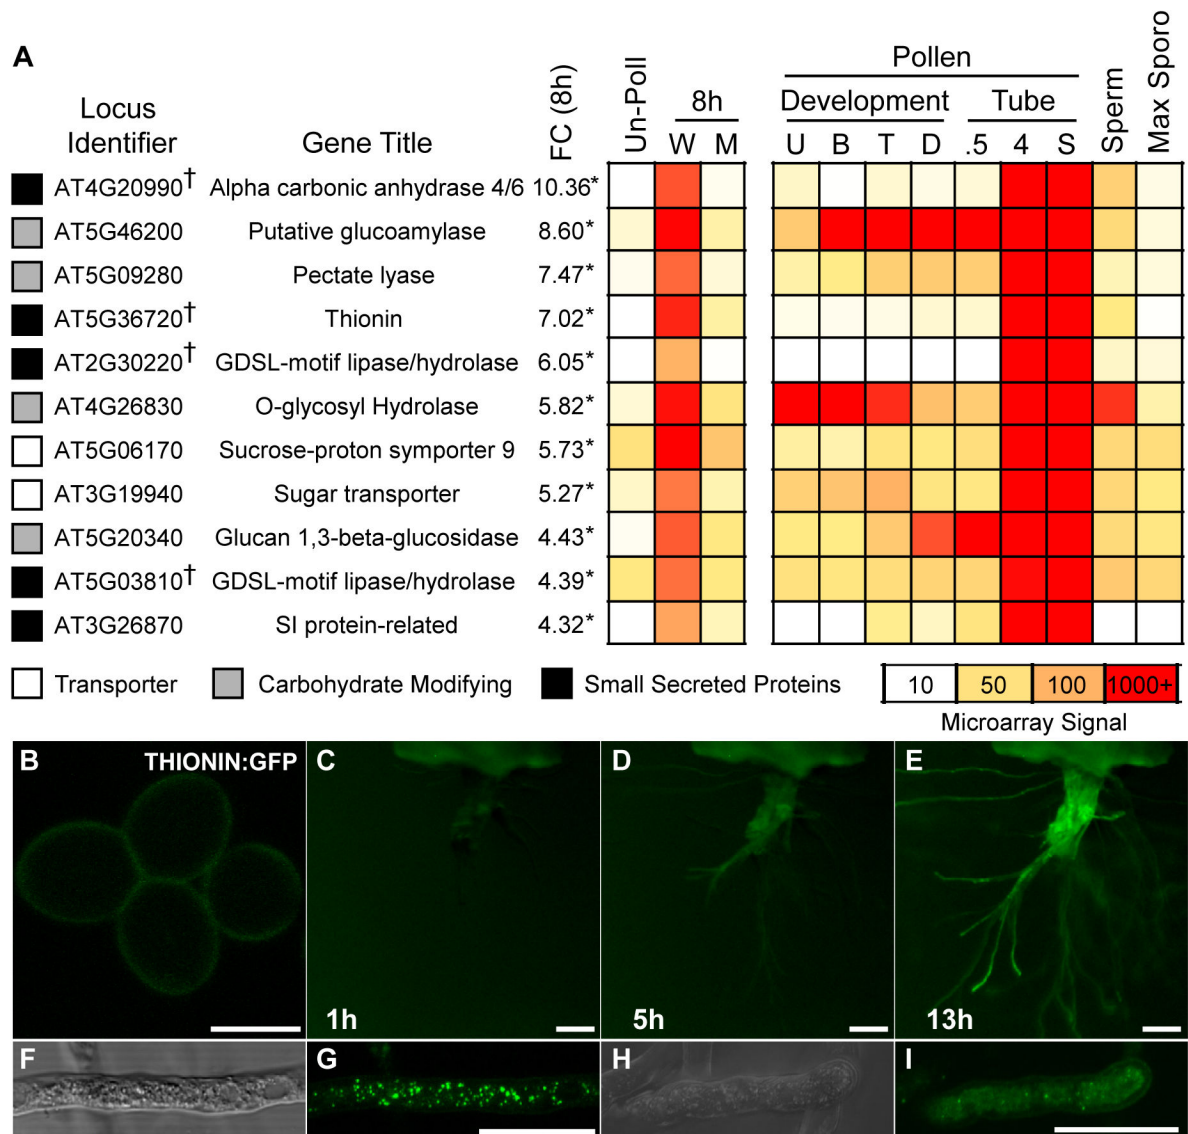 A
Locus Identifier
Gene Title
FC (8h)
Un-Poll
8h
W M
Pollen
Development Tube
U B T D .5 4 S
Sperm
Max Sporo
AT4G20990† Alpha carbonic anhydrase 4/6 10.36*
AT5G46200 Putative glucoamylase 8.60*
AT5G09280 Pectate lyase 7.47*
AT5G36720† Thionin 7.02*
AT2G30220† GDSL-motif lipase/hydrolase 6.05*
AT4G26830 O-glycosyl Hydrolase 5.82*
AT5G06170 Sucrose-proton symporter 9 5.73*
AT3G19940 Sugar transporter 5.27*
AT5G20340 Glucan 1,3-beta-glucosidase 4.43*
AT5G03810† GDSL-motif lipase/hydrolase 4.39*
AT3G26870 SI protein-related 4.32*
Transporter Carbohydrate Modifying Small Secreted Proteins 10 50 100 1000+
Microarray Signal
B THIONIN:GFP C D E
1h 5h 13h
F G H I